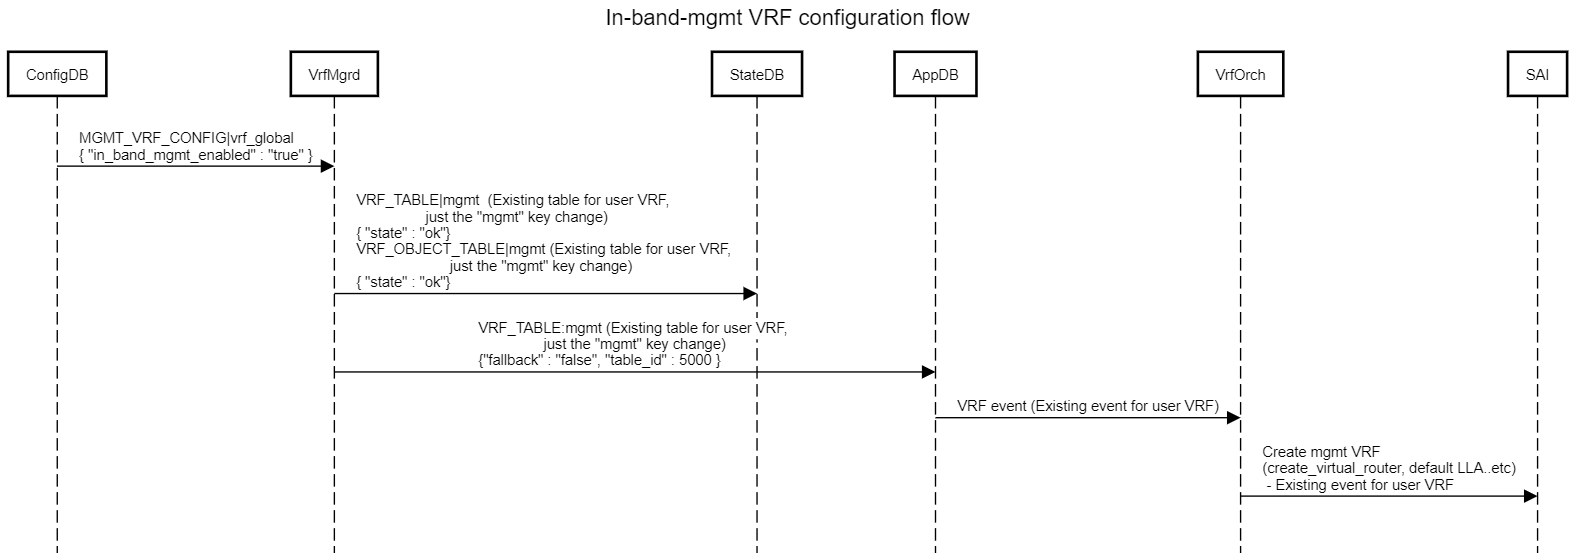 In-band-mgmt VRF configuration flow
ConfigDB
VrfMgrd
StateDB
AppDB
VrfOrch
SAI
MGMT_VRF_CONFIG|vrf_global
{ "in_band_mgmt_enabled" : "true" }
VRF_TABLE|mgmt  (Existing table for user VRF,
just the "mgmt" key change)
{ "state" : "ok"}
VRF_OBJECT_TABLE|mgmt (Existing table for user VRF,
just the "mgmt" key change)
{ "state" : "ok"}
VRF_TABLE:mgmt (Existing table for user VRF,
just the "mgmt" key change)
{"fallback" : "false", "table_id" : 5000 }
VRF event (Existing event for user VRF)
Create mgmt VRF
(create_virtual_router, default LLA..etc)
- Existing event for user VRF